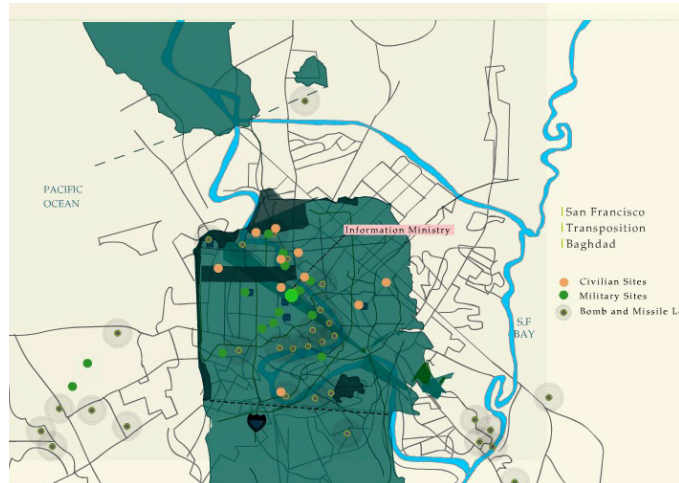 PACIFIC
OCEAN
Information Ministry
San Francisco
Transposition
Baghdad
Civilian Sites
Military Sites
Bomb and Missile L
S.F
BAY